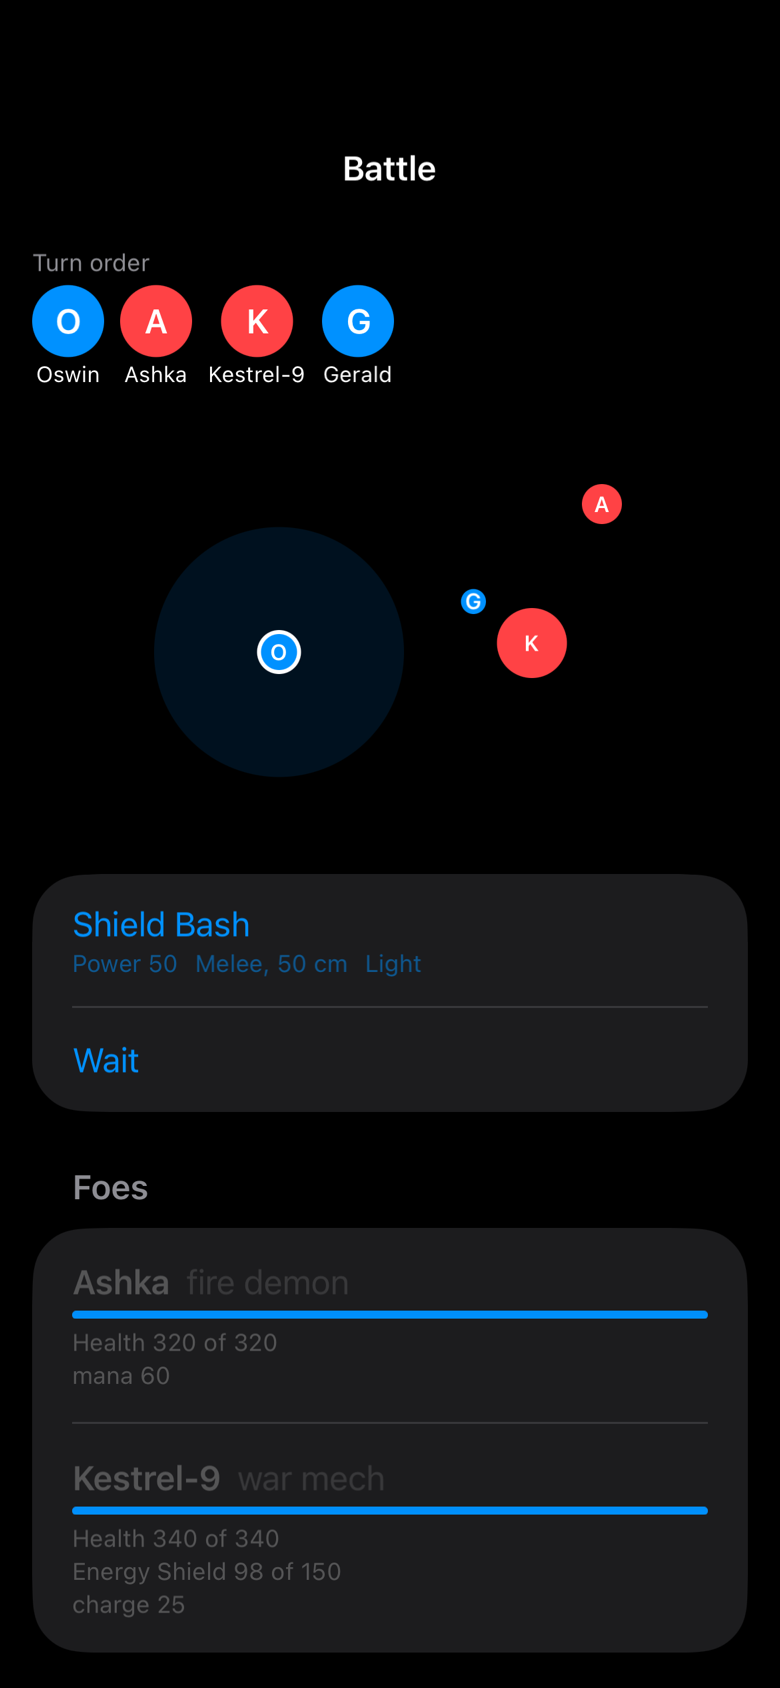 Battle
Turn order
O A K G
Oswin Ashka Kestrel-9 Gerald
A
G
K
O
Shield Bash
Power 50 Melee, 50 cm Light
Wait
Foes
Ashka fire demon
Health 320 of 320
mana 60
Kestrel-9 war mech
Health 340 of 340
Energy Shield 98 of 150
charge 25